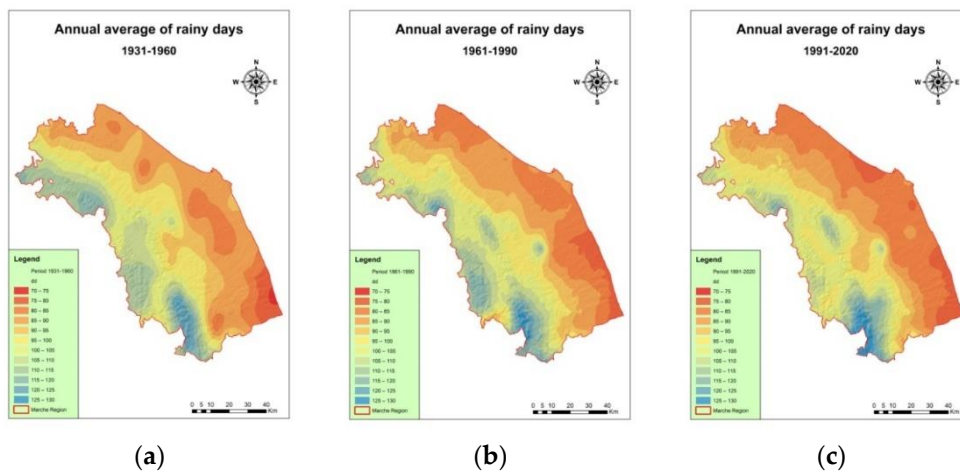 Annual average of rainy days
1931-1960
N
W E
S
Legend
Period 1931-1960
dd
70 – 75
75 – 80
80 – 85
85 – 90
90 – 95
95 – 100
100 – 105
105 – 110
110 – 115
115 – 120
120 – 125
125 – 130
Marche Region
0 5 10 20 30 40
Km
(a)
Annual average of rainy days
1961-1990
N
W E
S
Legend
Period 1961-1990
dd
70 – 75
75 – 80
80 – 85
85 – 90
90 – 95
95 – 100
100 – 105
105 – 110
110 – 115
115 – 120
120 – 125
125 – 130
Marche Region
0 5 10 20 30 40
Km
(b)
Annual average of rainy days
1991-2020
N
W E
S
Legend
Period 1991-2020
dd
70 – 75
75 – 80
80 – 85
85 – 90
90 – 95
95 – 100
100 – 105
105 – 110
110 – 115
115 – 120
120 – 125
125 – 130
Marche Region
0 5 10 20 30 40
Km
(c)